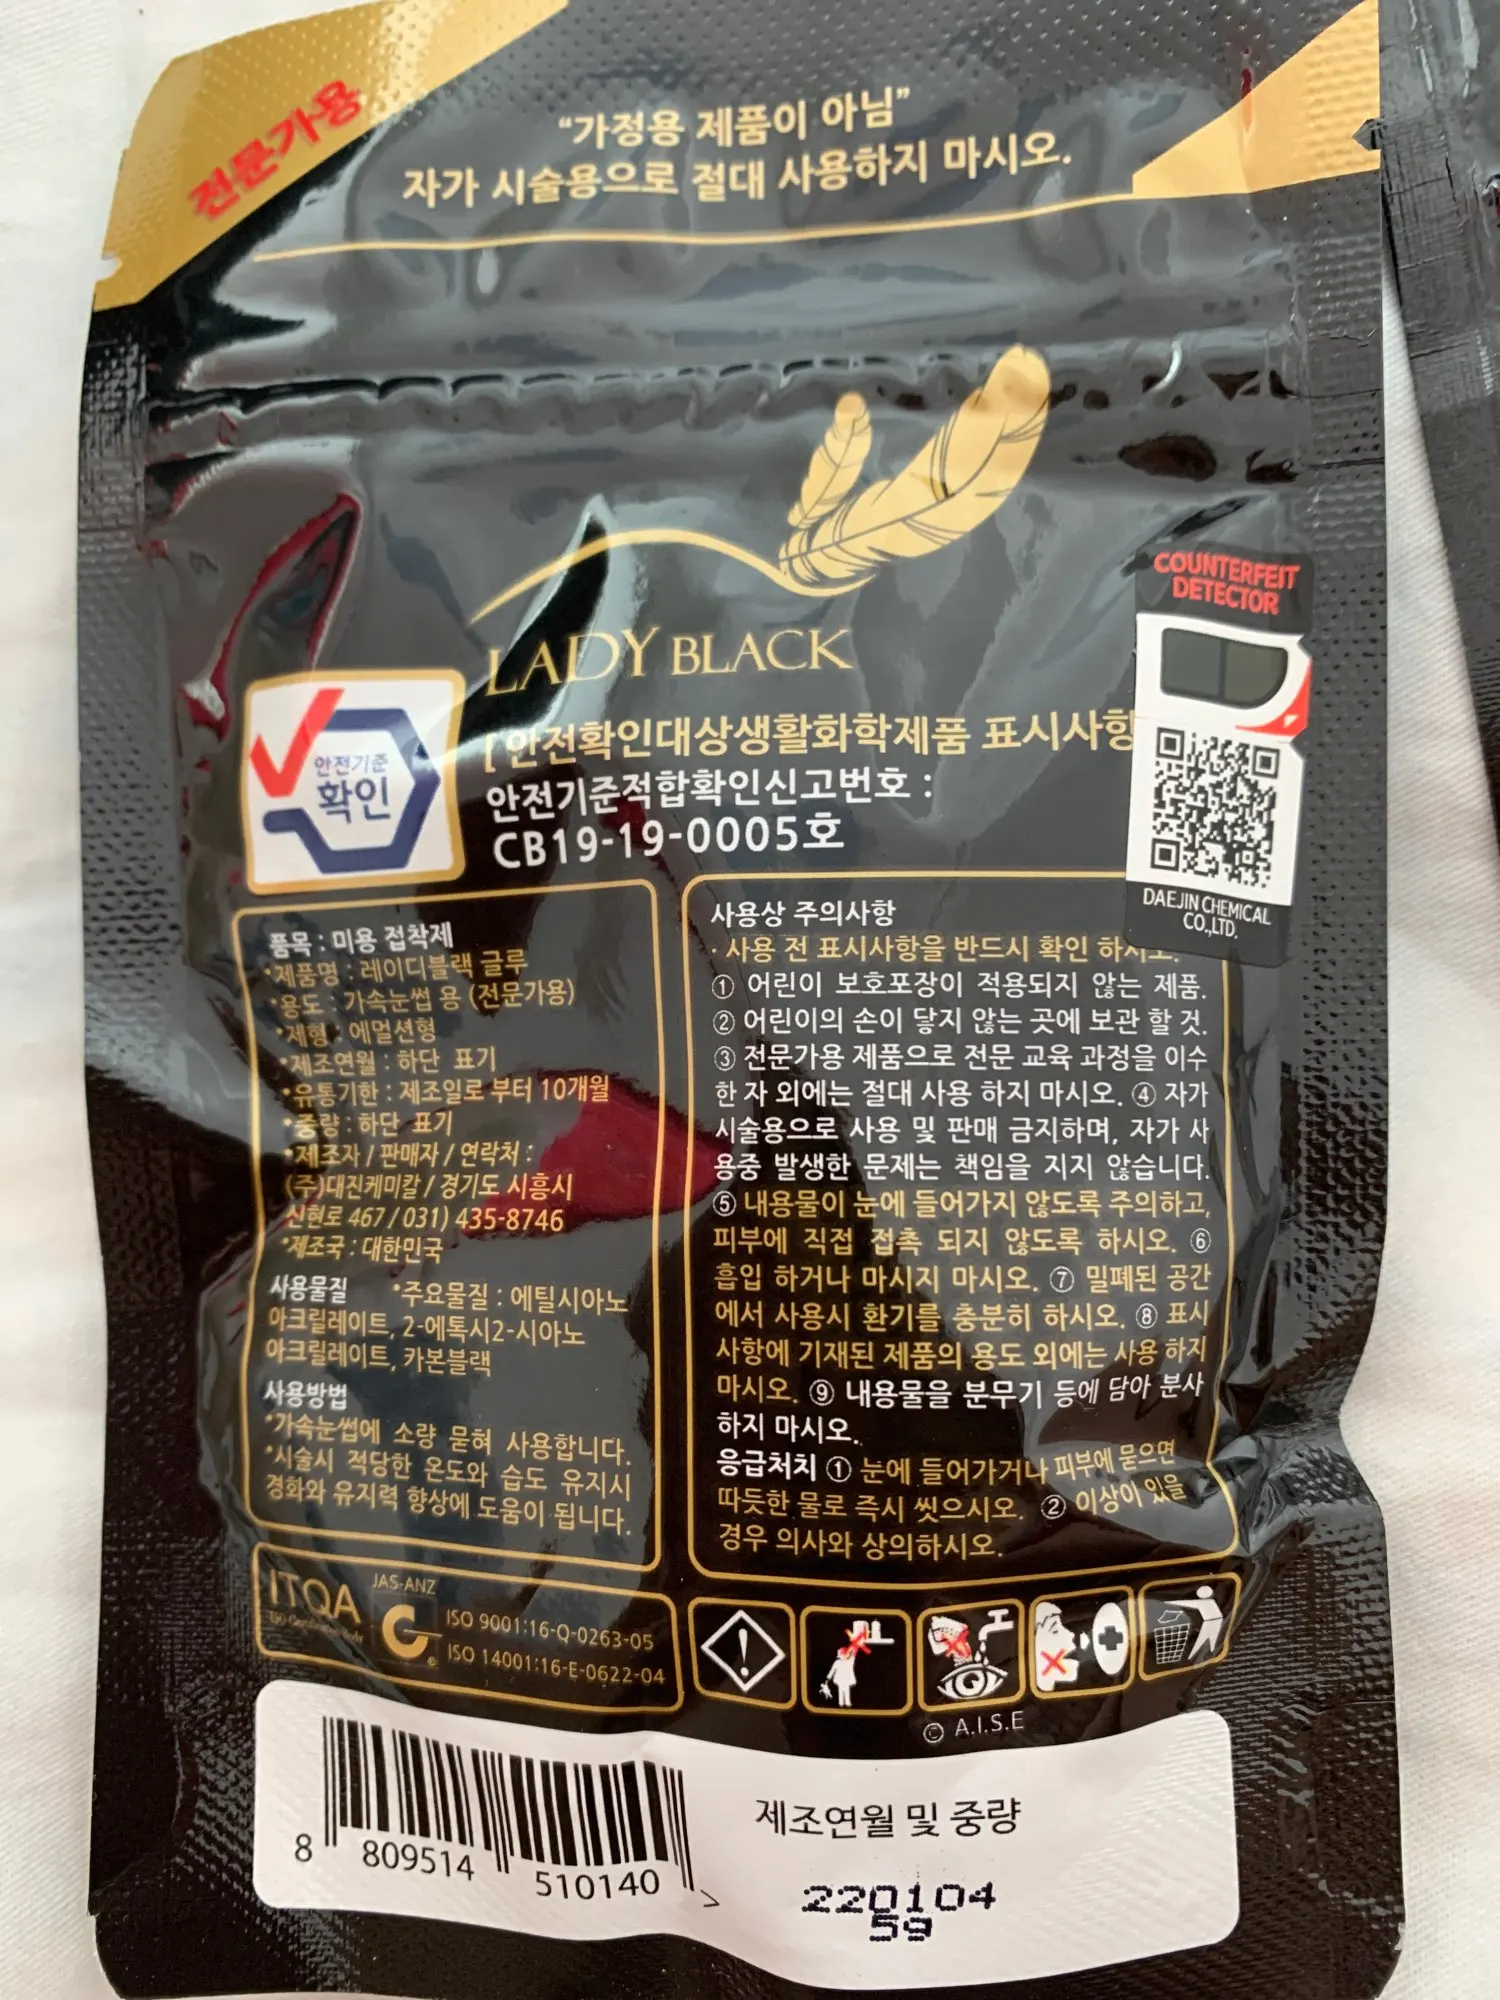 전문가용
“가정용 제품이 아님”
자가 시술용으로 절대 사용하지 마시오.
COUNTERFEIT
DETECTOR
LADY BLACK
안전기준
확인
[ 안전확인대상생활화학제품 표시사항
안전기준적합확인신고번호 :
CB19-19-0005호
DAEJIN CHEMICAL
CO.,LTD.
품목 : 미용 접착제
•제품명 : 레이디블랙 글루
•용도 : 가속눈썹 용 (전문가용)
•제형 : 에멀션형
•제조연월 : 하단 표기
•유통기한 : 제조일로 부터 10개월
•중량 : 하단 표기
•제조자 / 판매자 / 연락처 :
(주)대진케미칼 / 경기도 시흥시
신현로 467 / 031) 435-8746
•제조국 : 대한민국
사용물질 •주요물질 : 에틸시아노
아크릴레이트, 2-에톡시2-시아노
아크릴레이트, 카본블랙
사용방법
•가속눈썹에 소량 묻혀 사용합니다.
•시술시 적당한 온도와 습도 유지시
경화와 유지력 향상에 도움이 됩니다.
사용상 주의사항
· 사용 전 표시사항을 반드시 확인 하시오.
① 어린이 보호포장이 적용되지 않는 제품.
② 어린이의 손이 닿지 않는 곳에 보관 할 것.
③ 전문가용 제품으로 전문 교육 과정을 이수
한 자 외에는 절대 사용 하지 마시오. ④ 자가
시술용으로 사용 및 판매 금지하며, 자가 사
용중 발생한 문제는 책임을 지지 않습니다.
⑤ 내용물이 눈에 들어가지 않도록 주의하고,
피부에 직접 접촉 되지 않도록 하시오. ⑥
흡입 하거나 마시지 마시오. ⑦ 밀폐된 공간
에서 사용시 환기를 충분히 하시오. ⑧ 표시
사항에 기재된 제품의 용도 외에는 사용 하지
마시오. ⑨ 내용물을 분무기 등에 담아 분사
하지 마시오.
응급처치 ① 눈에 들어가거나 피부에 묻으면
따듯한 물로 즉시 씻으시오. ② 이상이 있을
경우 의사와 상의하시오.
ITQA
JAS-ANZ
ISO 9001:16-Q-0263-05
ISO 14001:16-E-0622-04
© A.I.S.E
8 809514 510140 >
제조연월 및 중량
220104
5g